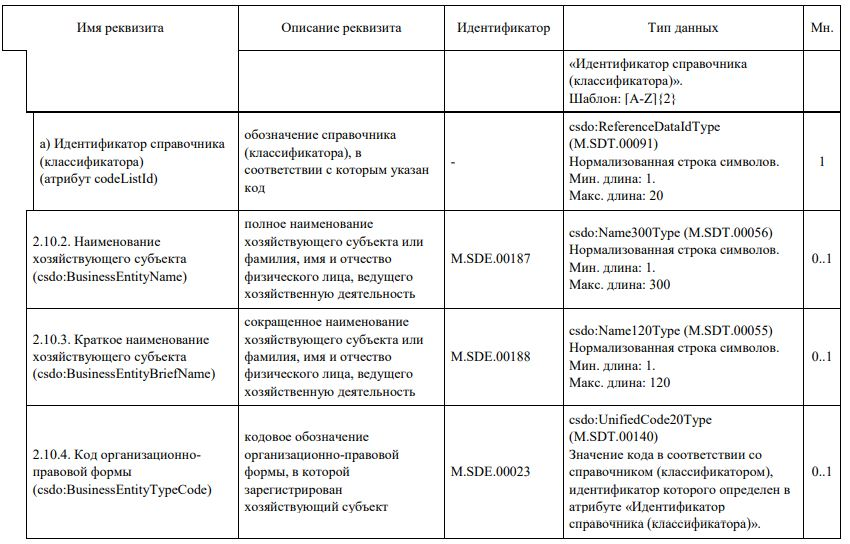 Имя реквизита
Описание реквизита
Идентификатор
Тип данных
Мн.
«Идентификатор справочника
(классификатора)».
Шаблон: [A-Z]{2}
а) Идентификатор справочника
(классификатора)
(атрибут codeListId)
обозначение справочника
(классификатора), в
соответствии с которым указан
код
-
csdo:ReferenceDataIdType
(M.SDT.00091)
Нормализованная строка символов.
Мин. длина: 1.
Макс. длина: 20
1
2.10.2. Наименование
хозяйствующего субъекта
(csdo:BusinessEntityName)
полное наименование
хозяйствующего субъекта или
фамилия, имя и отчество
физического лица, ведущего
хозяйственную деятельность
M.SDE.00187
csdo:Name300Type (M.SDT.00056)
Нормализованная строка символов.
Мин. длина: 1.
Макс. длина: 300
0..1
2.10.3. Краткое наименование
хозяйствующего субъекта
(csdo:BusinessEntityBriefName)
сокращенное наименование
хозяйствующего субъекта или
фамилия, имя и отчество
физического лица, ведущего
хозяйственную деятельность
M.SDE.00188
csdo:Name120Type (M.SDT.00055)
Нормализованная строка символов.
Мин. длина: 1.
Макс. длина: 120
0..1
2.10.4. Код организационно-
правовой формы
(csdo:BusinessEntityTypeCode)
кодовое обозначение
организационно-правовой
формы, в которой
зарегистрирован
хозяйствующий субъект
M.SDE.00023
csdo:UnifiedCode20Type
(M.SDT.00140)
Значение кода в соответствии со
справочником (классификатором),
идентификатор которого определен в
атрибуте «Идентификатор
справочника (классификатора)».
0..1